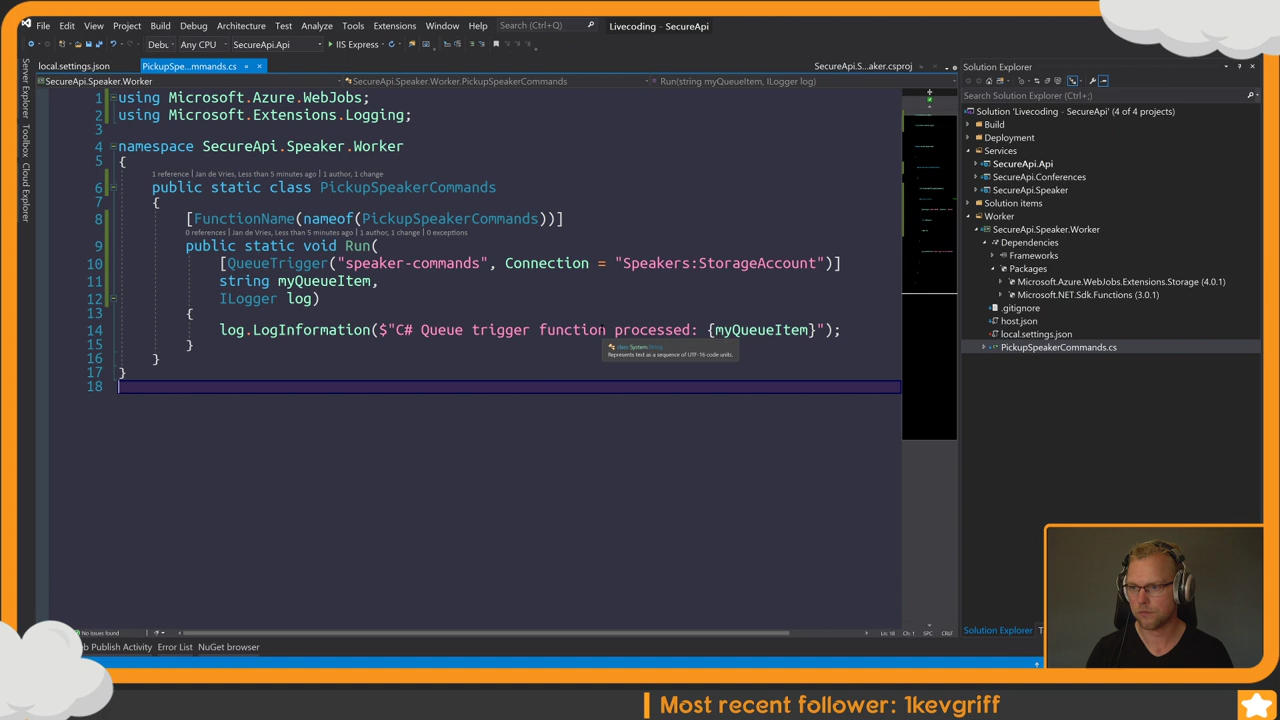 File Edit View Project Build Debug Architecture Test Analyze Tools Extensions Window Help Search (Ctrl+Q) Livecoding - SecureApi
Debu Any CPU SecureApi.Api IIS Express
local.settings.json PickupSpe...mmands.cs SecureApi.S...aker.csproj
SecureApi.Speaker.Worker SecureApi.Speaker.Worker.PickupSpeakerCommands Run(string myQueueItem, ILogger log)
Server Explorer Toolbox Cloud Explorer
1 using Microsoft.Azure.WebJobs;
2 using Microsoft.Extensions.Logging;
3
4 namespace SecureApi.Speaker.Worker
5 {
1 reference | Jan de Vries, Less than 5 minutes ago | 1 author, 1 change
6 public static class PickupSpeakerCommands
7 {
8 [FunctionName(nameof(PickupSpeakerCommands))]
0 references | Jan de Vries, Less than 5 minutes ago | 1 author, 1 change | 0 exceptions
9 public static void Run(
10 [QueueTrigger("speaker-commands", Connection = "Speakers:StorageAccount")]
11 string myQueueItem,
12 ILogger log)
13 {
14 log.LogInformation($"C# Queue trigger function processed: {myQueueItem}");
15 }
class System.String
Represents text as a sequence of UTF-16 code units.
16 }
17 }
18
No issues found Ln: 18 Ch: 1 SPC CRLF
Publish Activity Error List NuGet browser
Solution Explorer
Search Solution Explorer (Ctrl+;)
Solution 'Livecoding - SecureApi' (4 of 4 projects)
Build
Deployment
Services
SecureApi.Api
SecureApi.Conferences
SecureApi.Speaker
Solution items
Worker
SecureApi.Speaker.Worker
Dependencies
Frameworks
Packages
Microsoft.Azure.WebJobs.Extensions.Storage (4.0.1)
Microsoft.NET.Sdk.Functions (3.0.1)
.gitignore
host.json
local.settings.json
PickupSpeakerCommands.cs
Solution Explorer
Most recent follower: 1kevgriff